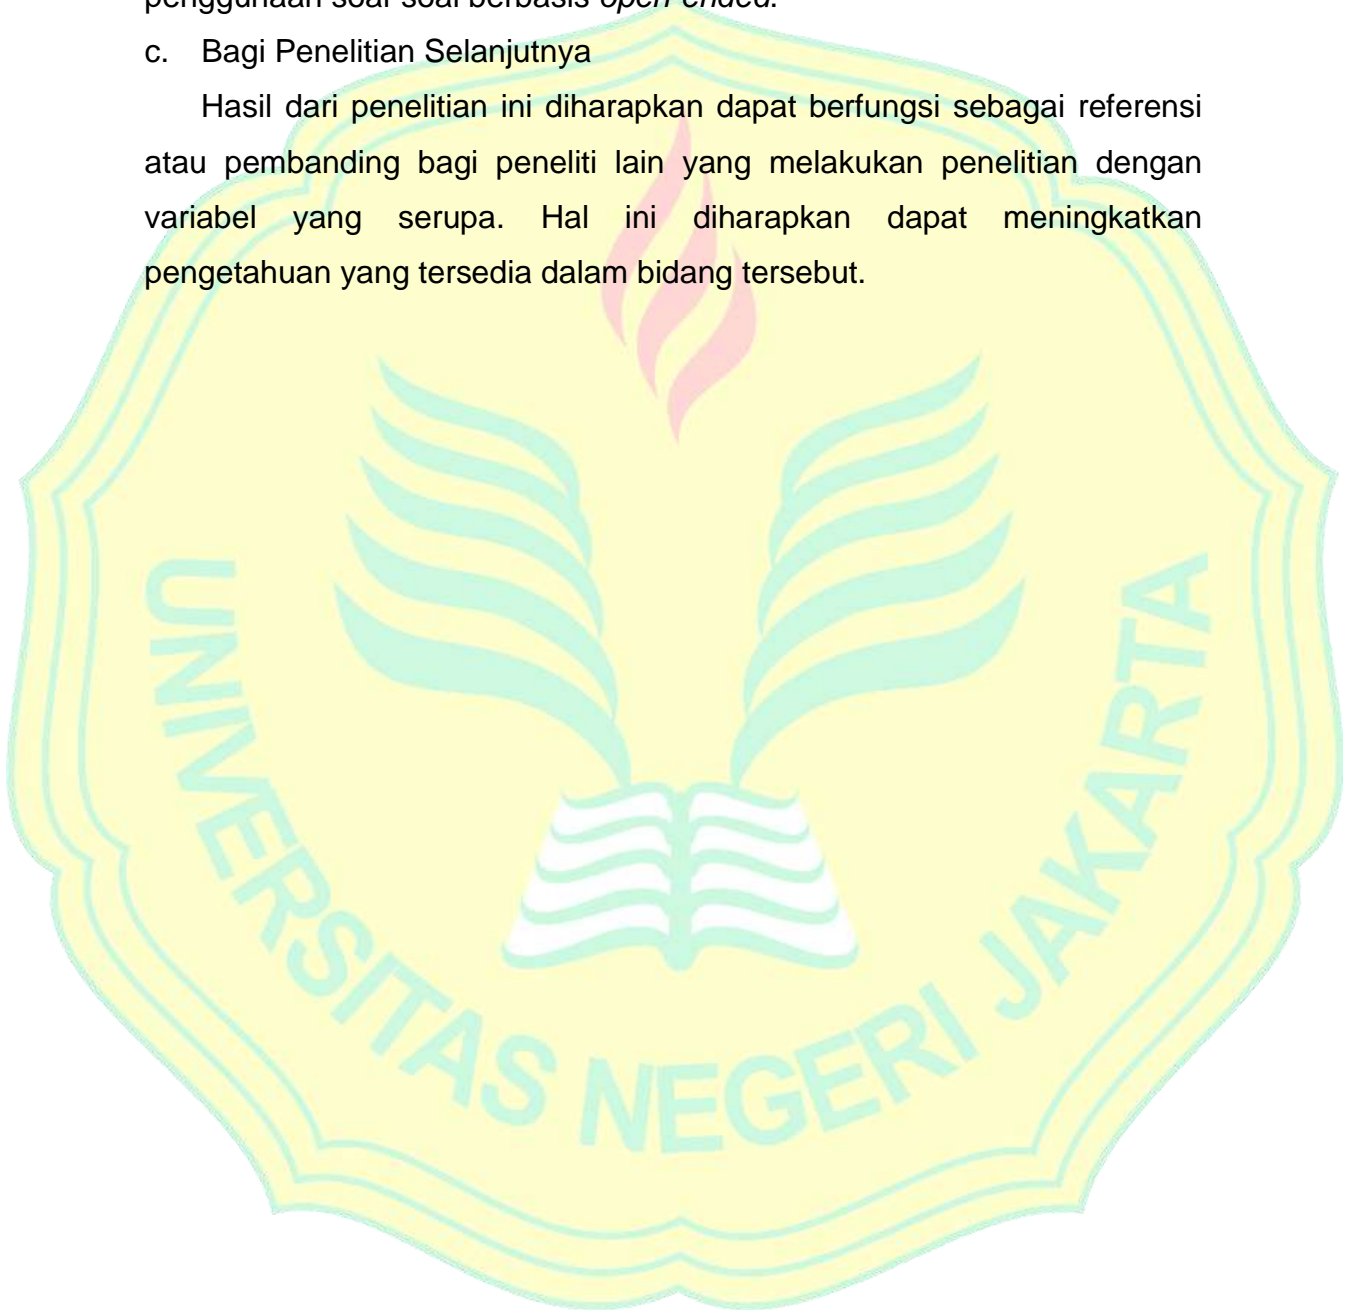 penggunaan soal-soal berbasis open-ended.
c. Bagi Penelitian Selanjutnya
Hasil dari penelitian ini diharapkan dapat berfungsi sebagai referensi
atau pembanding bagi peneliti lain yang melakukan penelitian dengan
variabel yang serupa. Hal ini diharapkan dapat meningkatkan
pengetahuan yang tersedia dalam bidang tersebut.
UNIVERSITAS NEGERI JAKARTA